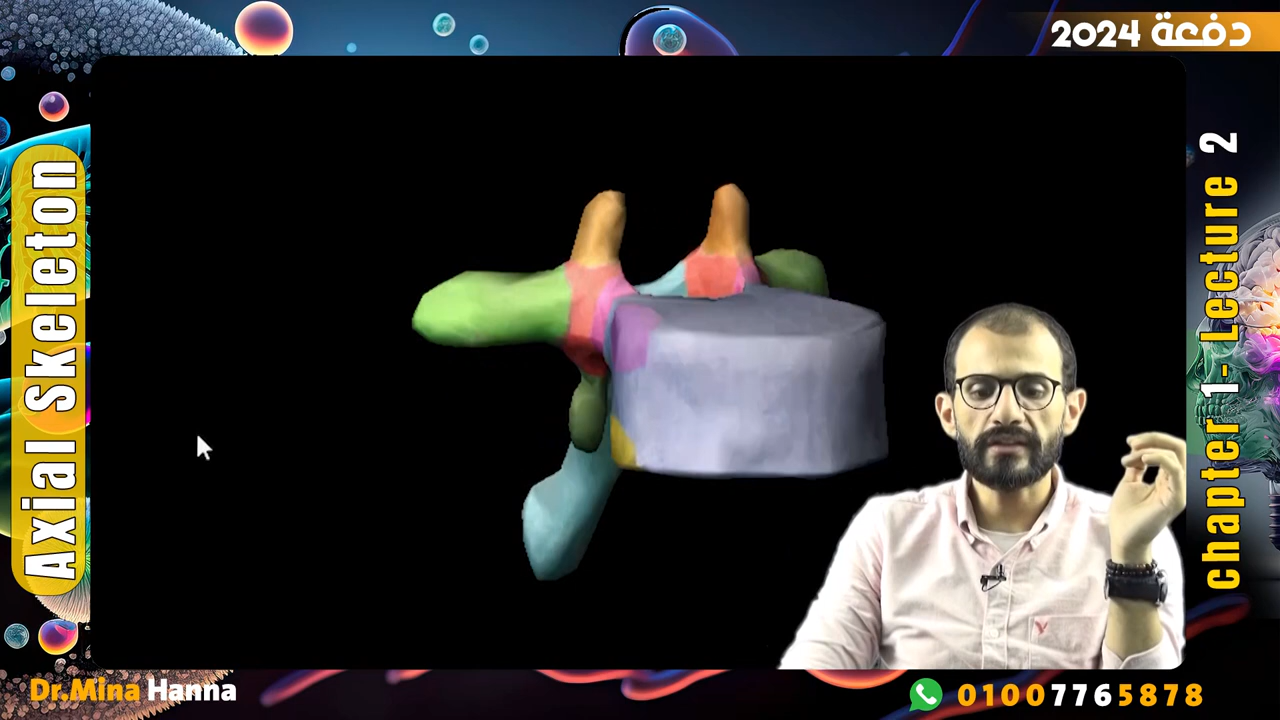 دفعة 2024
Axial Skeleton
chapter 1- Lecture 2
Dr.Mina Hanna
01007765878